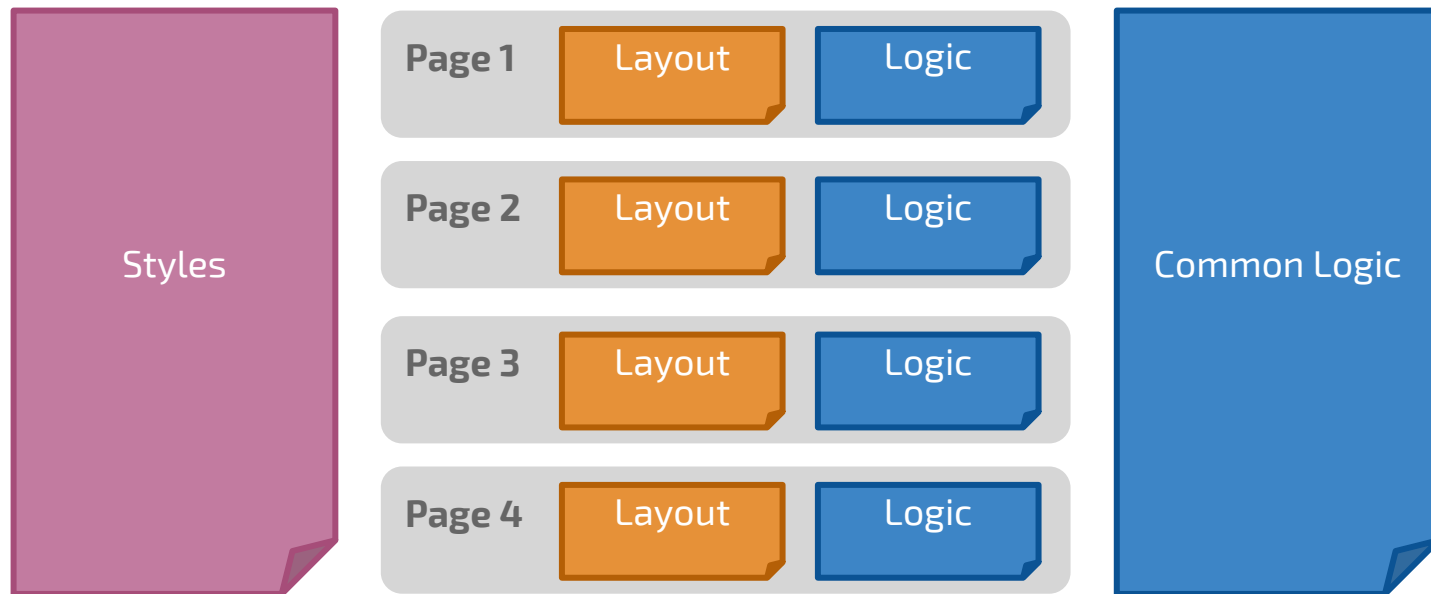 Styles
Page 1
Layout
Logic
Page 2
Layout
Logic
Page 3
Layout
Logic
Page 4
Layout
Logic
Common Logic